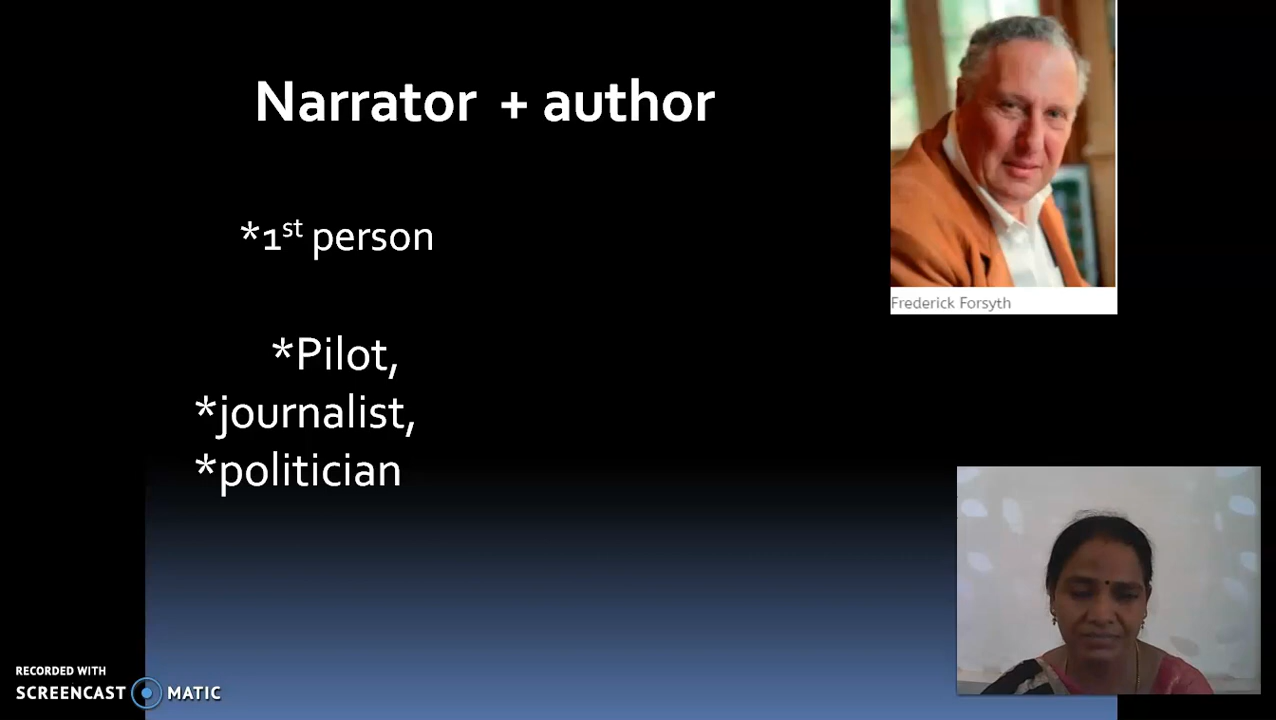 Narrator + author
*1st person
*Pilot,
*journalist,
*politician
Frederick Forsyth
RECORDED WITH
SCREENCAST MATIC